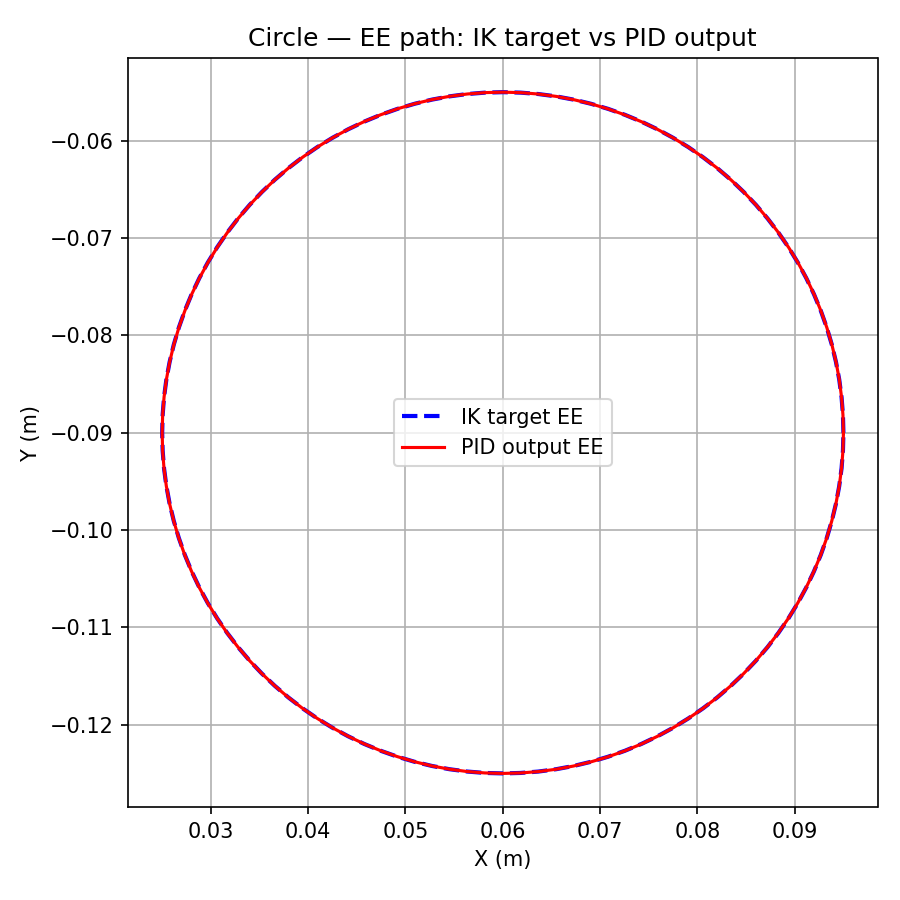 Circle — EE path: IK target vs PID output
−0.06
−0.07
−0.08
−0.09
−0.10
−0.11
−0.12
Y (m)
IK target EE
PID output EE
0.03 0.04 0.05 0.06 0.07 0.08 0.09
X (m)